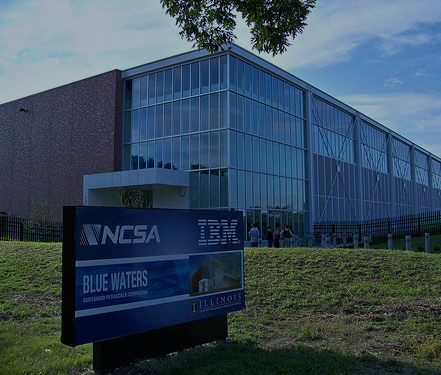 NCSA
IBM
BLUE WATERS
SUSTAINED PETASCALE COMPUTING
ILLINOIS